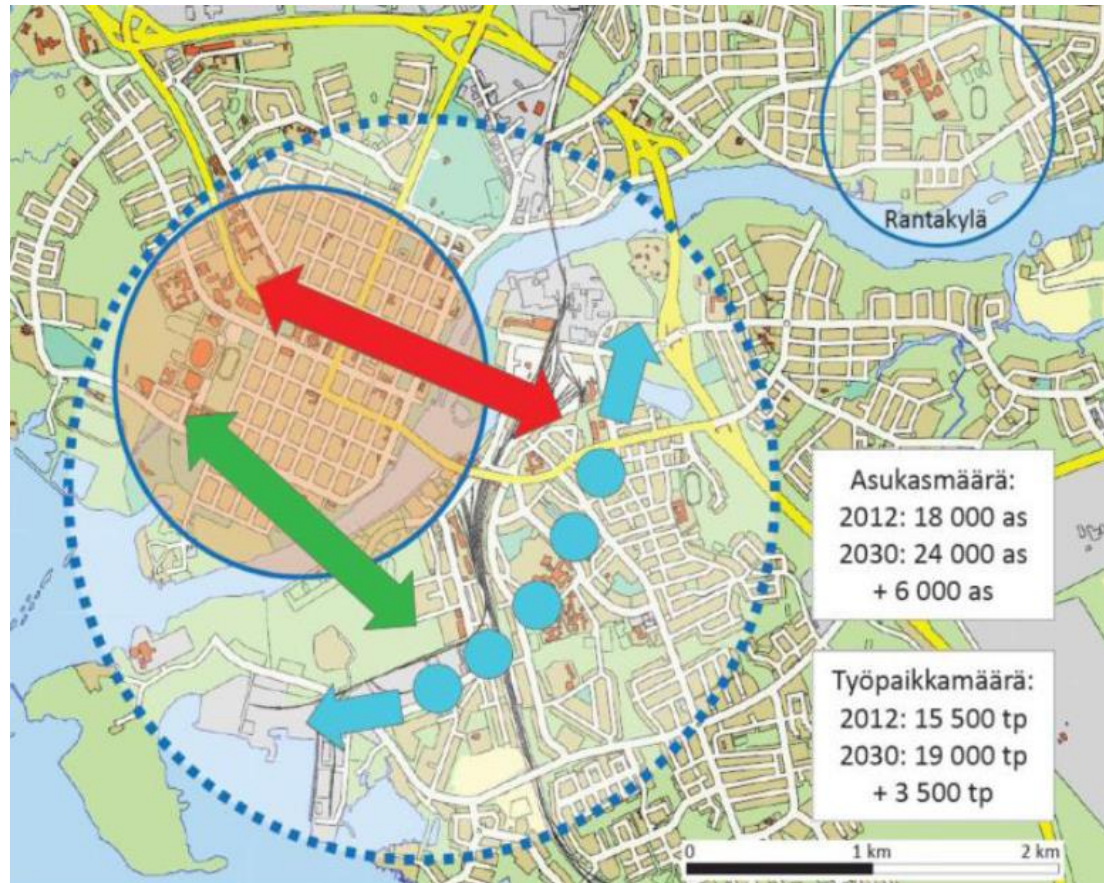 Rantakylä
Asukasmäärä:
2012: 18 000 as
2030: 24 000 as
+ 6 000 as
Työpaikkamäärä:
2012: 15 500 tp
2030: 19 000 tp
+ 3 500 tp
0 1 km 2 km